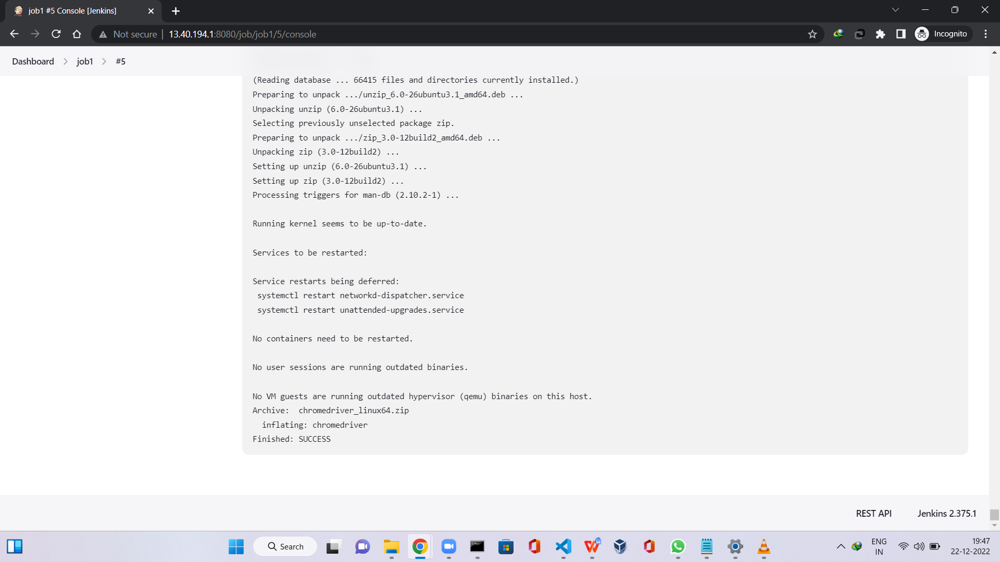 job1 #5 Console [Jenkins]
Not secure
13.40.194.1:8080/job/job1/5/console
Incognito
Dashboard
job1
#5
(Reading database ... 66415 files and directories currently installed.)
Preparing to unpack .../unzip_6.0-26ubuntu3.1_amd64.deb ...
Unpacking unzip (6.0-26ubuntu3.1) ...
Selecting previously unselected package zip.
Preparing to unpack .../zip_3.0-12build2_amd64.deb ...
Unpacking zip (3.0-12build2) ...
Setting up unzip (6.0-26ubuntu3.1) ...
Setting up zip (3.0-12build2) ...
Processing triggers for man-db (2.10.2-1) ...
Running kernel seems to be up-to-date.
Services to be restarted:
Service restarts being deferred:
systemctl restart networkd-dispatcher.service
systemctl restart unattended-upgrades.service
No containers need to be restarted.
No user sessions are running outdated binaries.
No VM guests are running outdated hypervisor (qemu) binaries on this host.
Archive:  chromedriver_linux64.zip
inflating: chromedriver
Finished: SUCCESS
REST API
Jenkins 2.375.1
Search
ENG
IN
19:47
22-12-2022